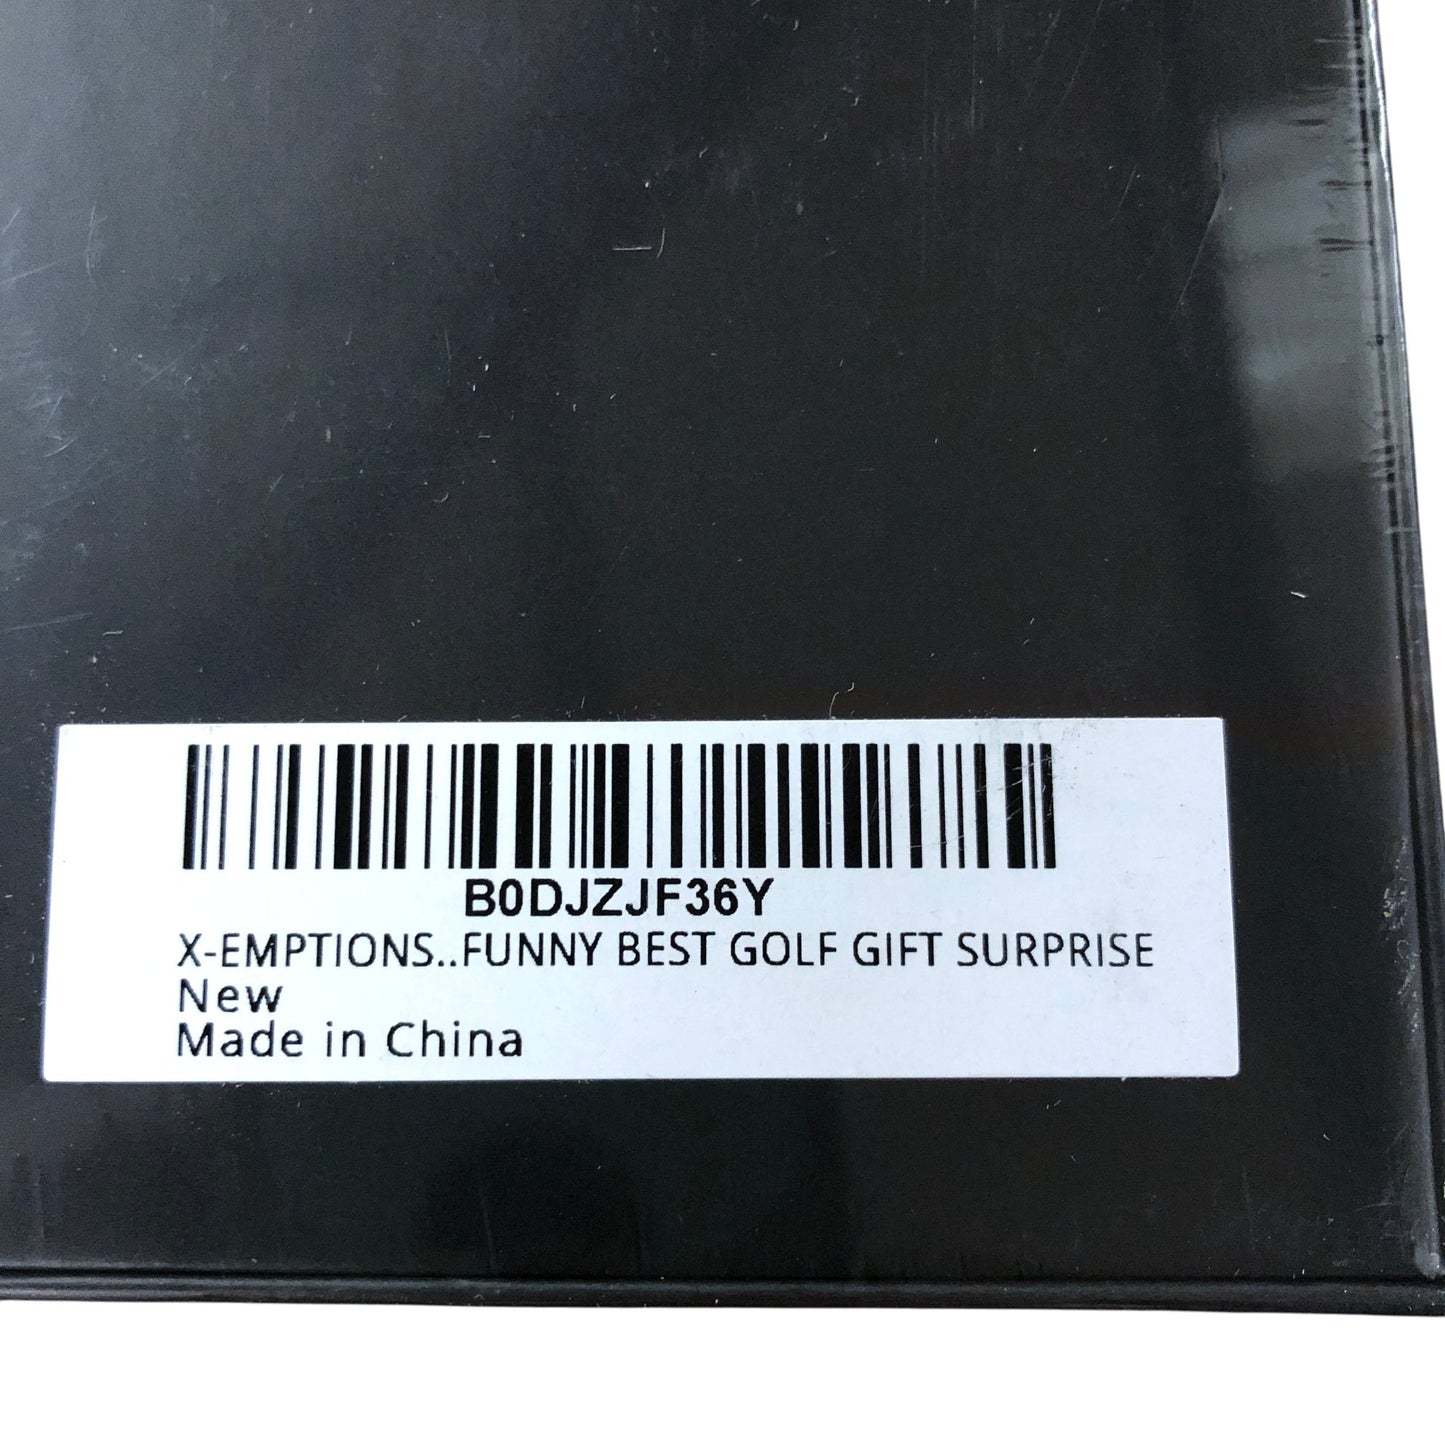 B0DJZJF36Y
X-EMPTIONS..FUNNY BEST GOLF GIFT SURPRISE
New
Made in China